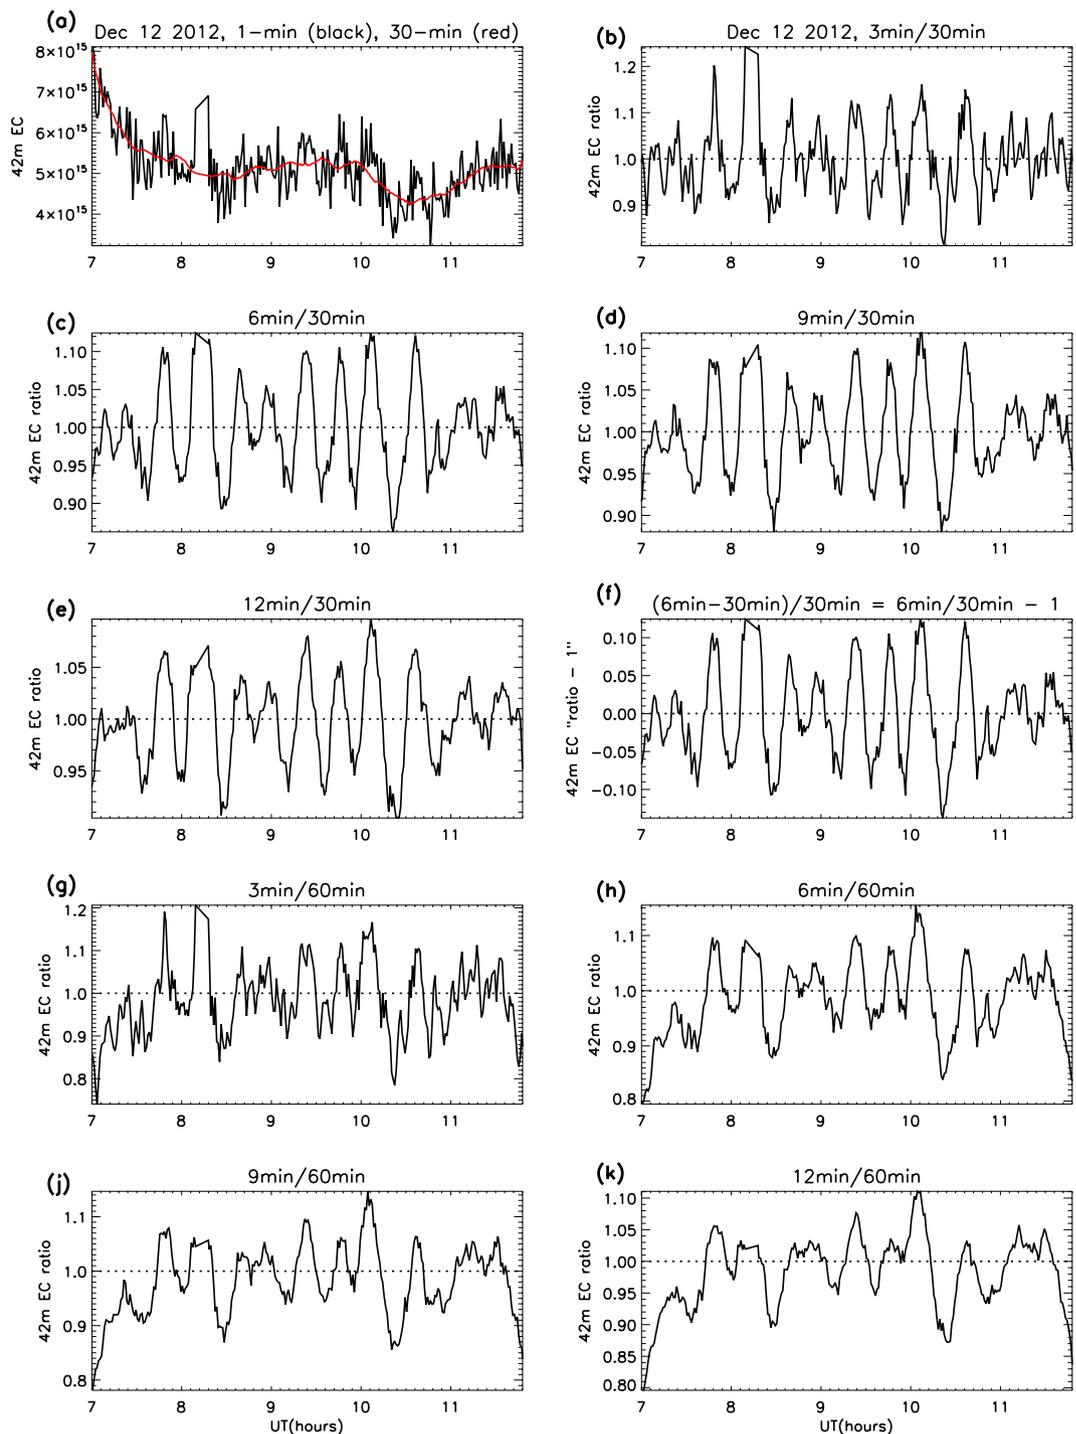 (a)
Dec 12 2012, 1-min (black), 30-min (red)
42m EC
8×10¹⁵
7×10¹⁵
6×10¹⁵
5×10¹⁵
4×10¹⁵
7 8 9 10 11
(b)
Dec 12 2012, 3min/30min
42m EC ratio
1.2
1.1
1.0
0.9
7 8 9 10 11
(c)
6min/30min
42m EC ratio
1.10
1.05
1.00
0.95
0.90
7 8 9 10 11
(d)
9min/30min
42m EC ratio
1.10
1.05
1.00
0.95
0.90
7 8 9 10 11
(e)
12min/30min
42m EC ratio
1.05
1.00
0.95
7 8 9 10 11
(f)
(6min-30min)/30min = 6min/30min - 1
42m EC "ratio - 1"
0.10
0.05
0.00
-0.05
-0.10
7 8 9 10 11
(g)
3min/60min
42m EC ratio
1.2
1.1
1.0
0.9
0.8
7 8 9 10 11
(h)
6min/60min
42m EC ratio
1.1
1.0
0.9
0.8
7 8 9 10 11
(j)
9min/60min
42m EC ratio
1.1
1.0
0.9
0.8
7 8 9 10 11
UT(hours)
(k)
12min/60min
42m EC ratio
1.10
1.05
1.00
0.95
0.90
0.85
0.80
7 8 9 10 11
UT(hours)